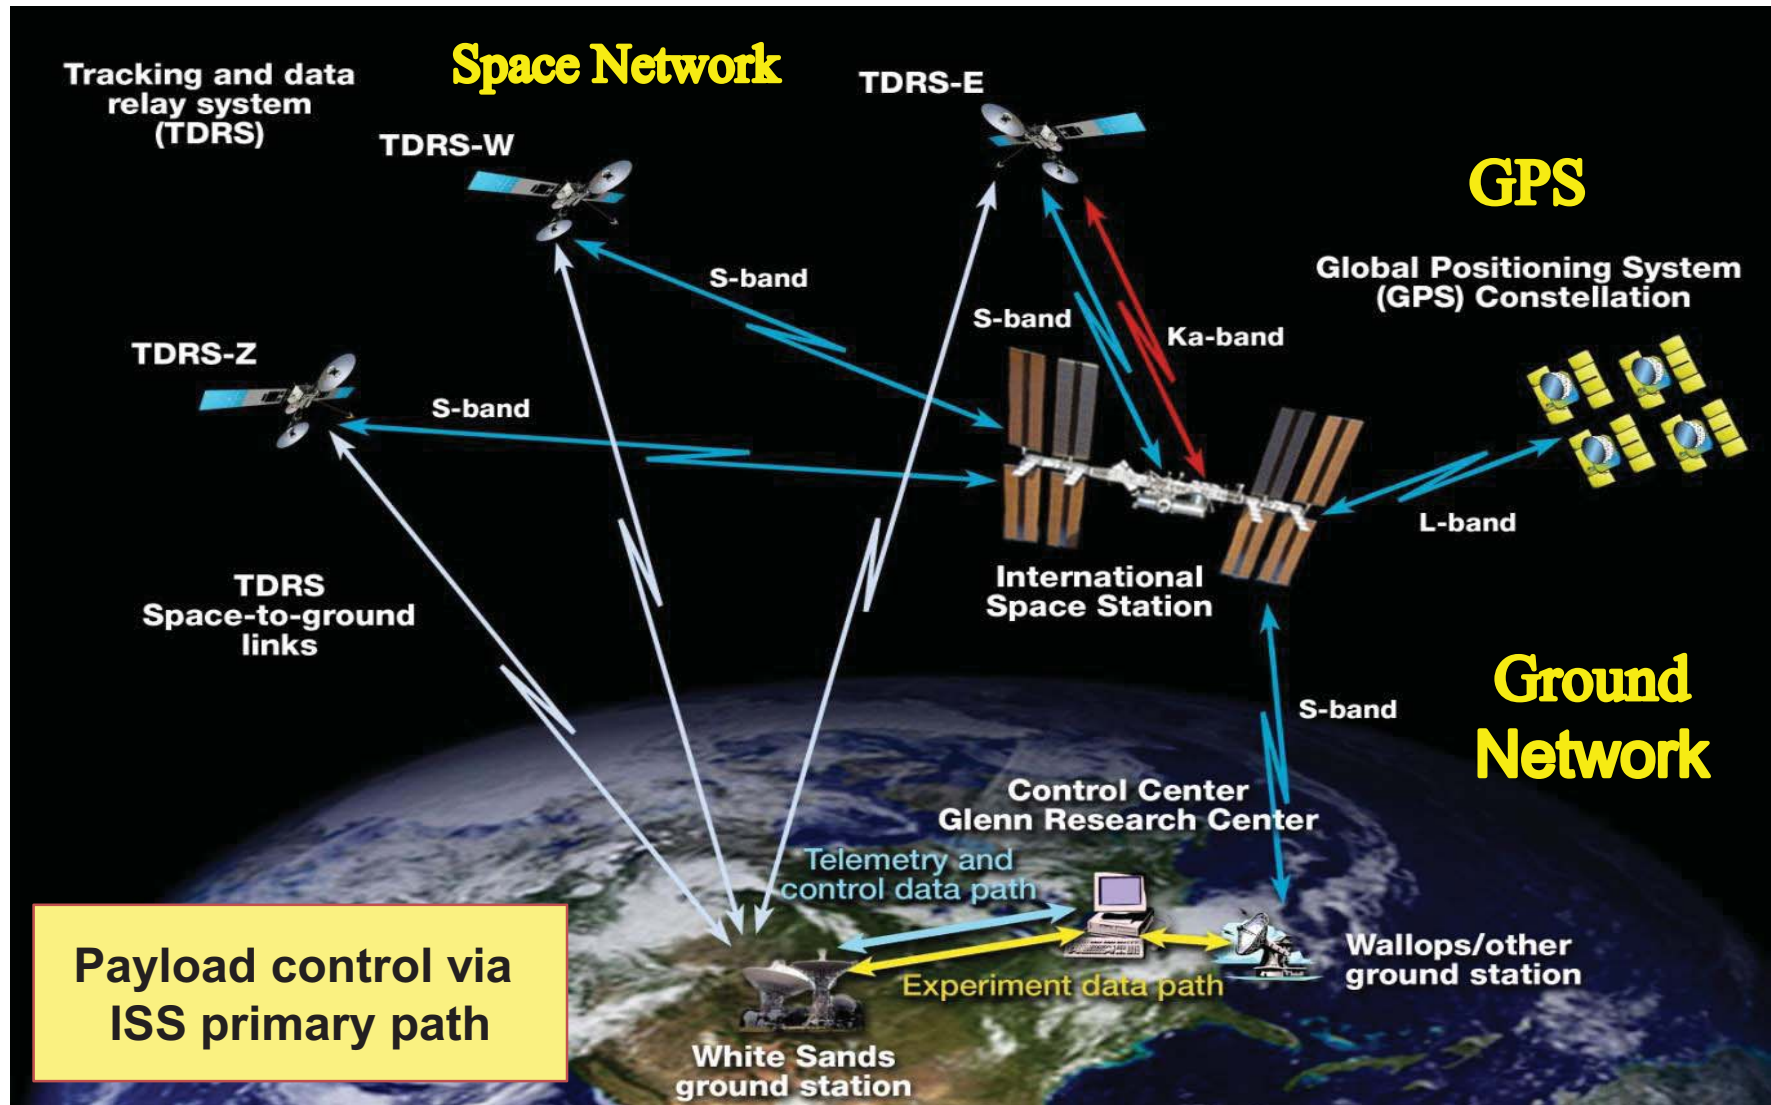 Space Network
Tracking and data
relay system
(TDRS)
TDRS-E
TDRS-W
GPS
Global Positioning System
(GPS) Constellation
S-band
S-band
Ka-band
TDRS-Z
S-band
L-band
International
Space Station
TDRS
Space-to-ground
links
Ground
Network
S-band
Control Center
Glenn Research Center
Telemetry and
control data path
Wallops/other
ground station
Experiment data path
Payload control via
ISS primary path
White Sands
ground station